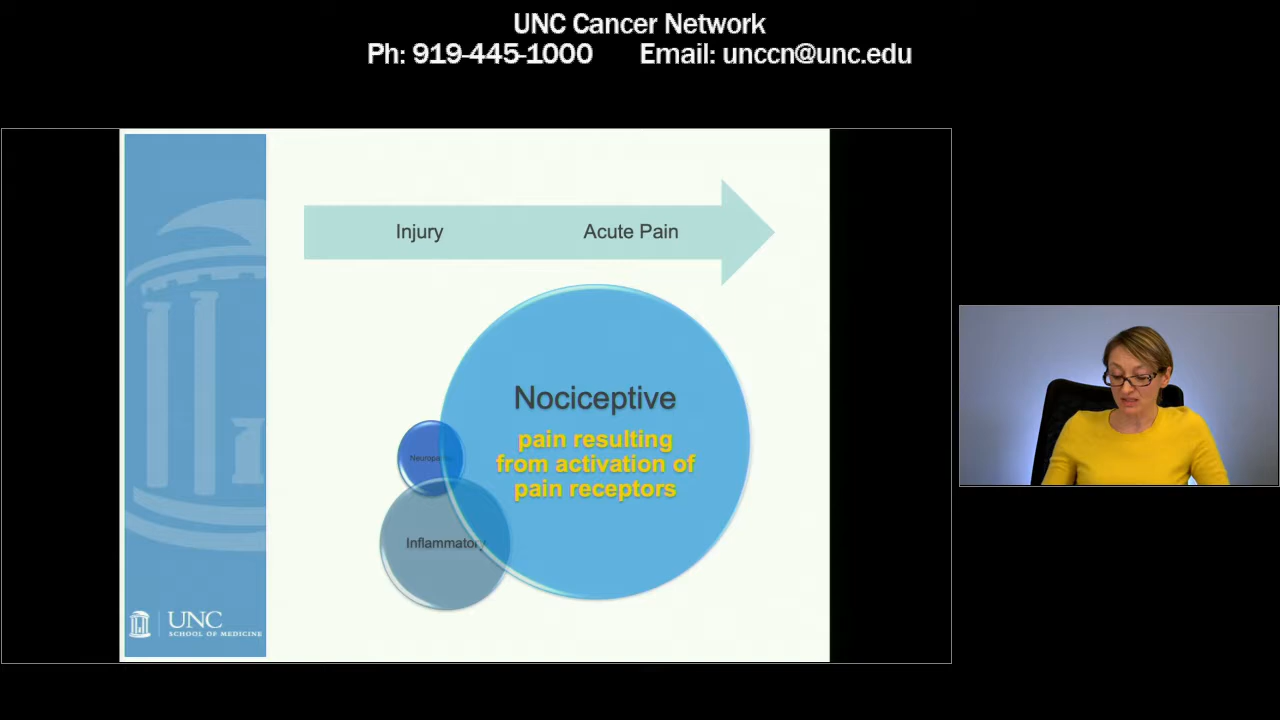 UNC Cancer Network
Ph: 919-445-1000 Email: unccn@unc.edu
Injury Acute Pain
Nociceptive
pain resulting
from activation of
pain receptors
Inflammatory
UNC
SCHOOL OF MEDICINE